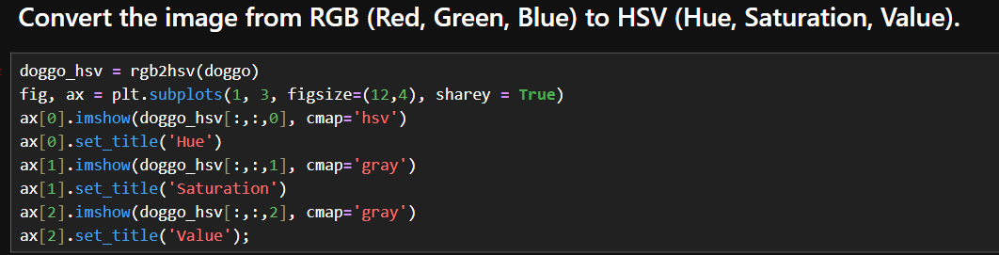 Convert the image from RGB (Red, Green, Blue) to HSV (Hue, Saturation, Value).
doggo_hsv = rgb2hsv(doggo)
fig, ax = plt.subplots(1, 3, figsize=(12,4), sharey = True)
ax[0].imshow(doggo_hsv[:,:,0], cmap='hsv')
ax[0].set_title('Hue')
ax[1].imshow(doggo_hsv[:,:,1], cmap='gray')
ax[1].set_title('Saturation')
ax[2].imshow(doggo_hsv[:,:,2], cmap='gray')
ax[2].set_title('Value');